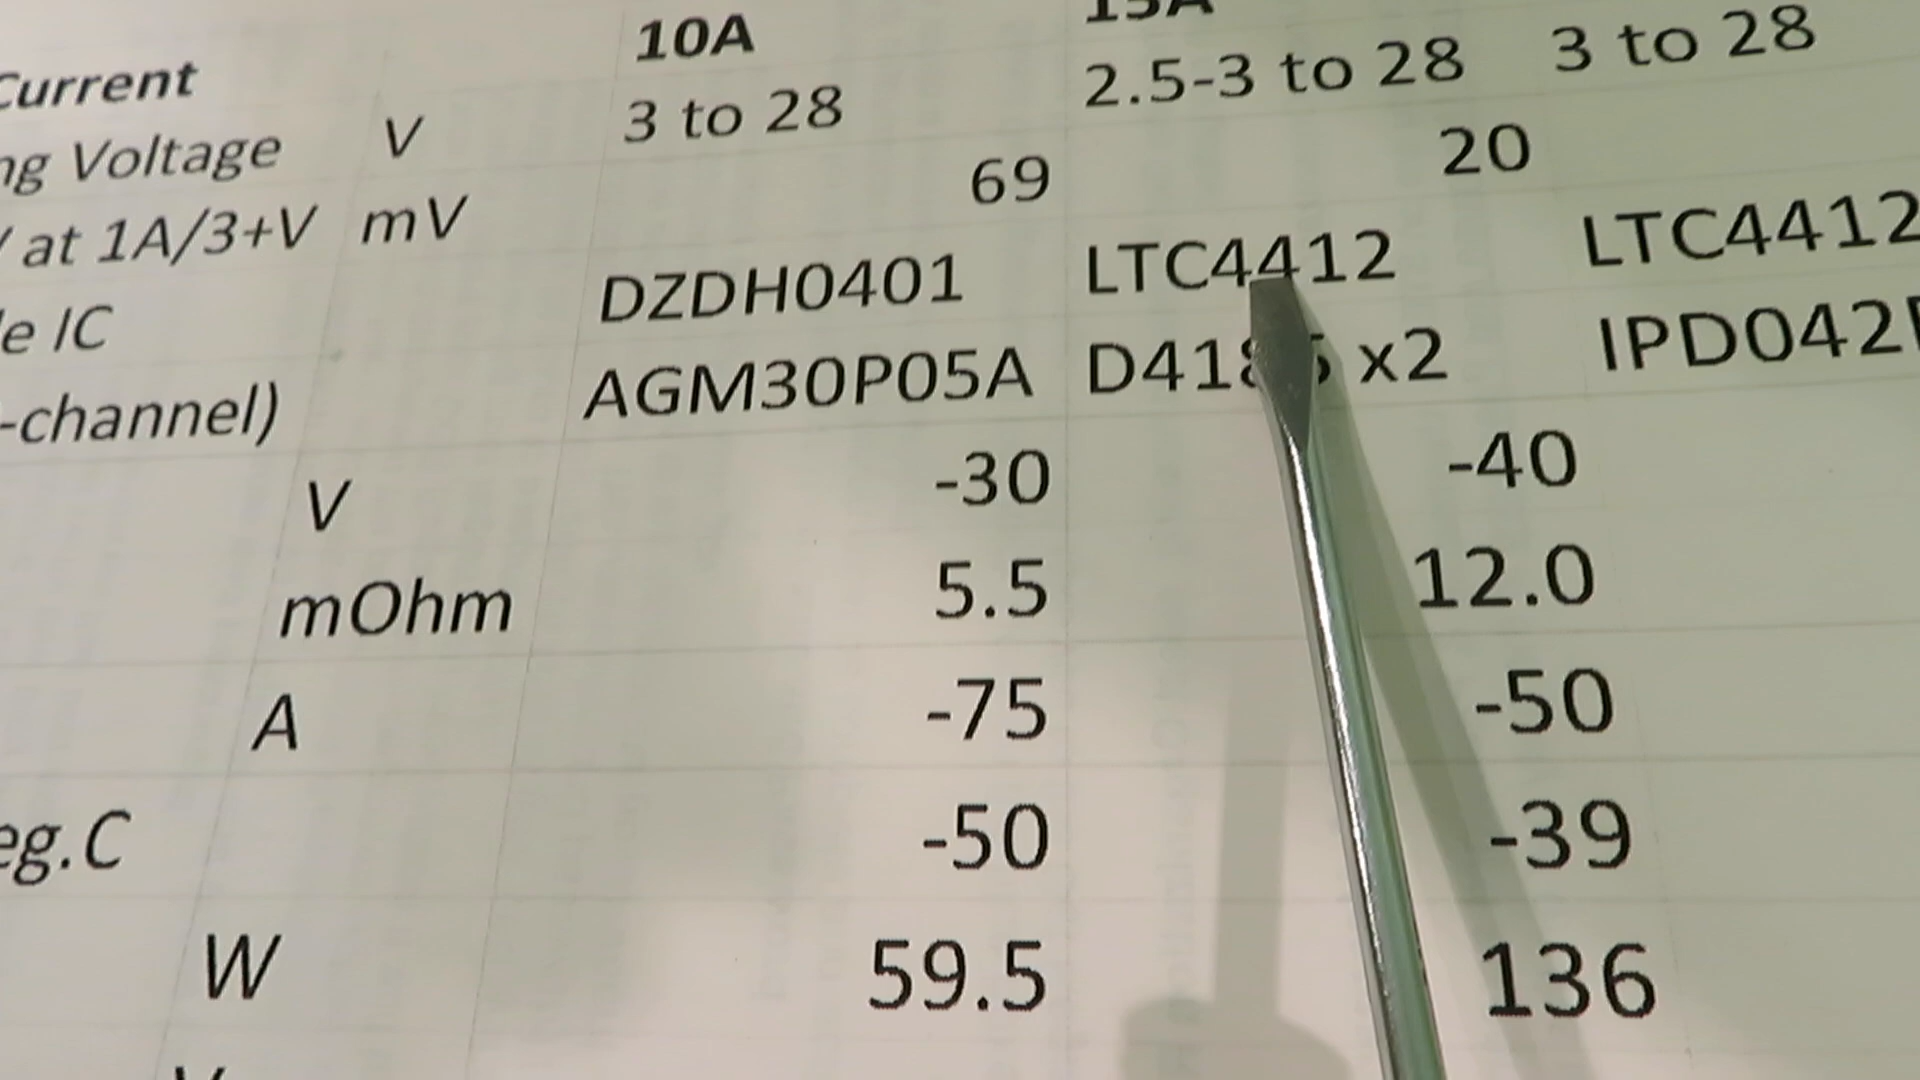 Current 10A 15A
ng Voltage V 3 to 28 2.5-3 to 28 3 to 28
at 1A/3+V mV 69 20
e IC DZDH0401 LTC4412 LTC4412
-channel) AGM30P05A x2
V -30 -40
mOhm 5.5 12.0
A -75 -50
eg.C -50 -39
W 59.5 136